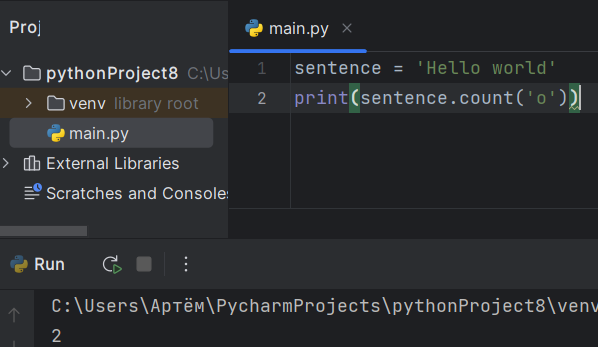 Proj
pythonProject8 C:\Us
venv library root
main.py
External Libraries
Scratches and Consoles
main.py
1 sentence = 'Hello world'
2 print(sentence.count('o'))
Run
C:\Users\Артём\PycharmProjects\pythonProject8\venv
2